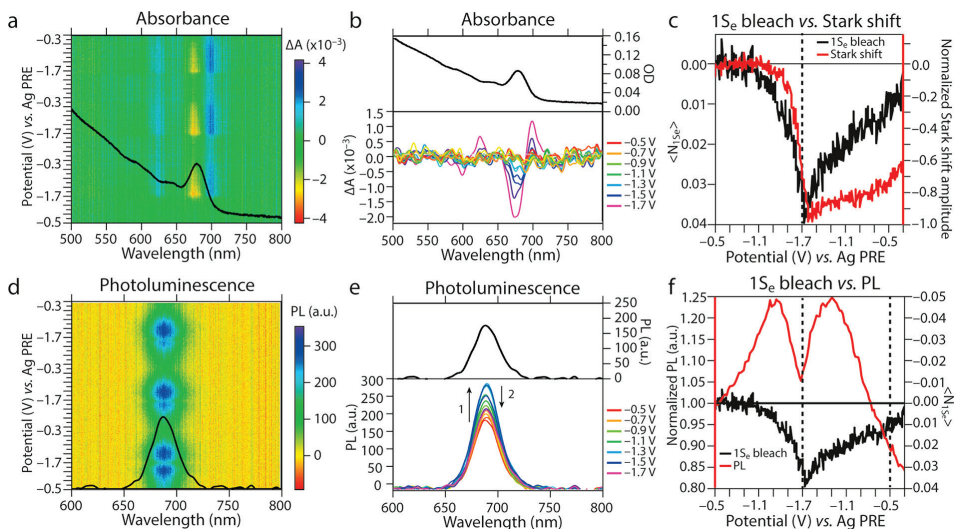 a
Absorbance
Potential (V) vs. Ag PRE
−0.3
−1.7
−0.3
−1.7
−0.3
−1.7
−0.5
500 550 600 650 700 750 800
Wavelength (nm)
ΔA (x10⁻³)
4
2
0
−2
−4
b
Absorbance
0.16
0.12
0.08
0.04
0.00
OD
ΔA (x10⁻³)
1.5
1.0
0.5
0.0
−0.5
−1.0
−1.5
−2.0
500 550 600 650 700 750 800
Wavelength (nm)
−0.5 V
−0.7 V
−0.9 V
−1.1 V
−1.3 V
−1.5 V
−1.7 V
c
1Sₑ bleach vs. Stark shift
1Sₑ bleach
Stark shift
<N1Se>
0.00
0.01
0.02
0.03
0.04
−0.5 −1.1 −1.7 −1.1 −0.5
Potential (V) vs. Ag PRE
0.0
−0.2
−0.4
−0.6
−0.8
−1.0
Normalized Stark shift
amplitude
d
Photoluminescence
Potential (V) vs. Ag PRE
−0.3
−1.7
−0.3
−1.7
−0.3
−1.7
−0.5
600 650 700 750 800
Wavelength (nm)
PL (a.u.)
300
200
100
0
e
Photoluminescence
250
200
150
100
50
0
PL (a.u.)
PL (a.u.)
300
250
200
150
100
50
0
1
2
600 650 700 750 800
Wavelength (nm)
−0.5 V
−0.7 V
−0.9 V
−1.1 V
−1.3 V
−1.5 V
−1.7 V
f
1Sₑ bleach vs. PL
Normalized PL (a.u.)
1.25
1.20
1.15
1.10
1.05
1.00
0.95
0.90
0.85
0.80
1Sₑ bleach
PL
−0.5 −1.1 −1.7 −1.1 −0.5
Potential (V) vs. Ag PRE
−0.05
−0.04
−0.03
−0.02
−0.01
−0.00
0.01
0.02
0.03
0.04
<N1Se>